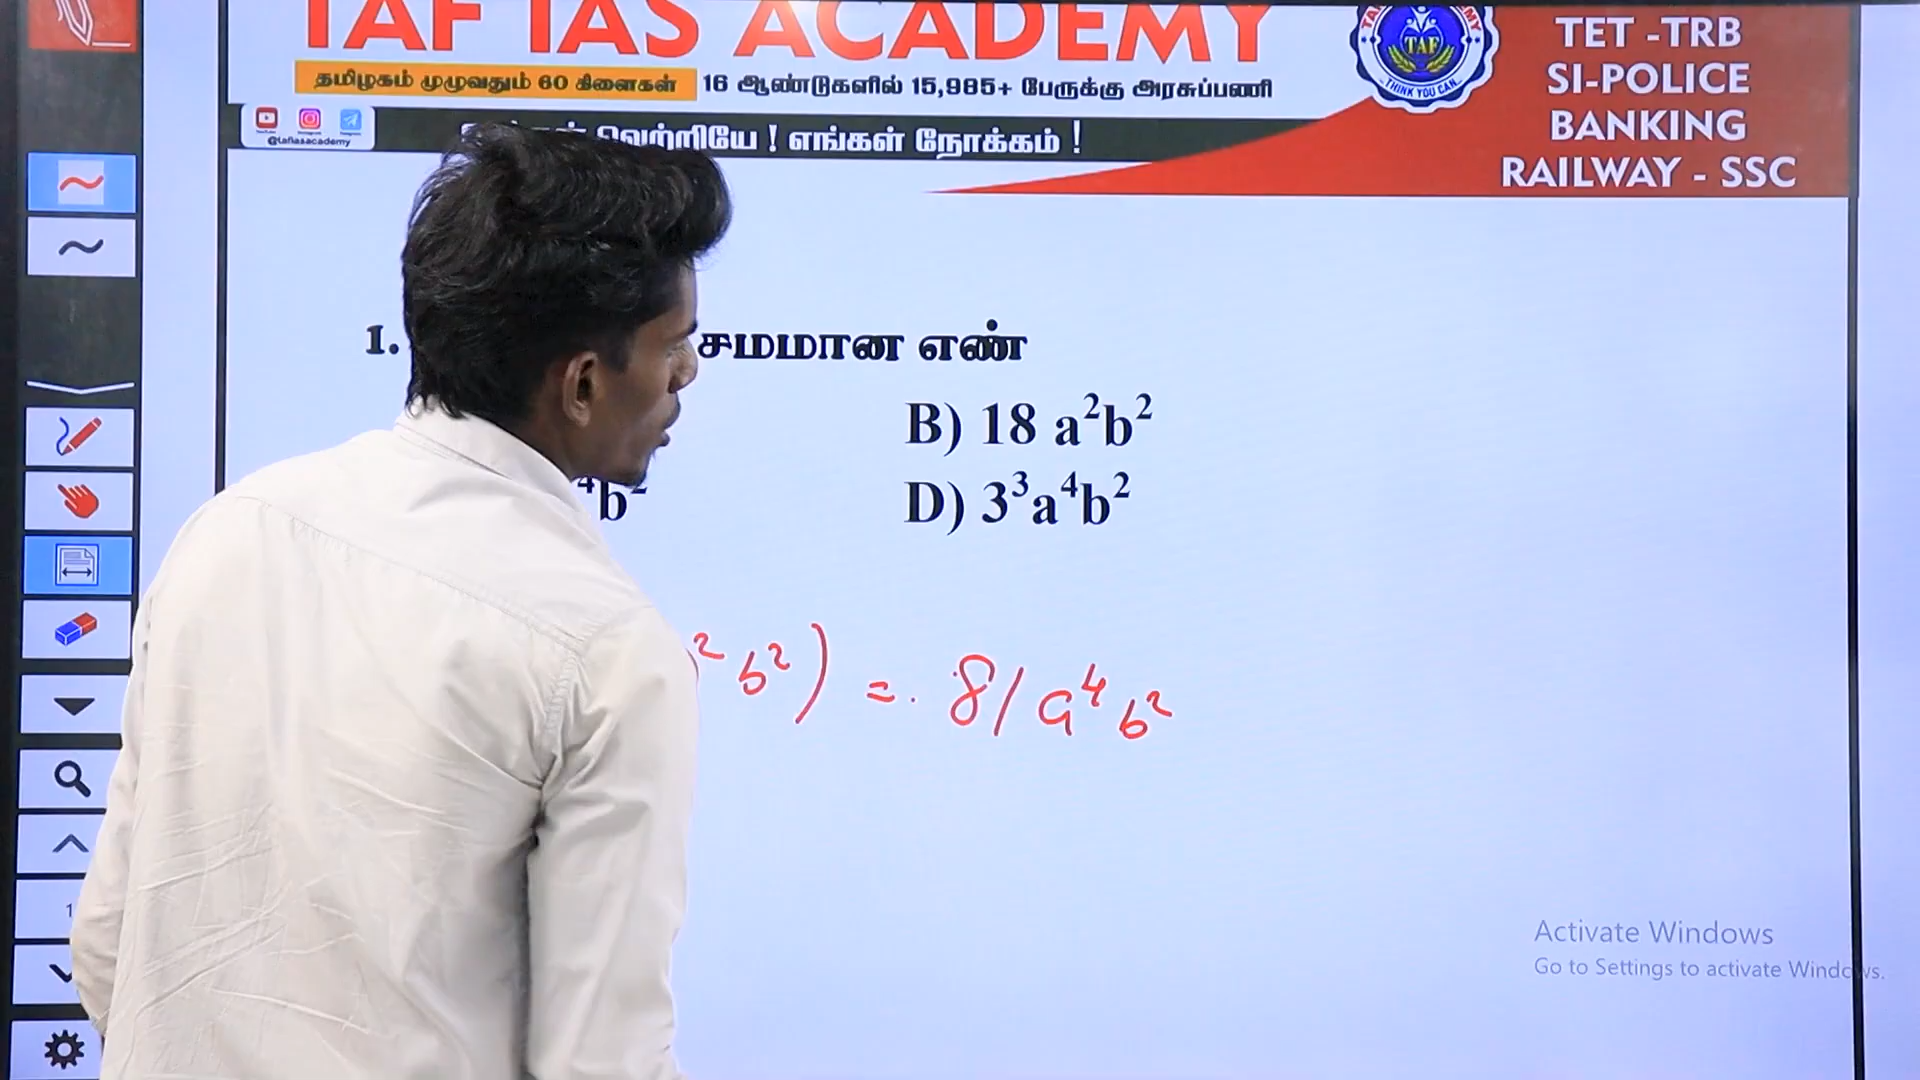 TAF IAS ACADEMY
தமிழகம் முழுவதும் 60 கிளைகள்
16 ஆண்டுகளில் 15,985+ பேருக்கு அரசுப்பணி
@tafiasacademy
வெற்றியே ! எங்கள் நோக்கம் !
TAF
THINK YOU CAN
TET -TRB
SI-POLICE
BANKING
RAILWAY - SSC
1. சமமான எண்
B) 18 a²b²
⁴b²
D) 3³a⁴b²
² b² ) = 81 a⁴ b²
Activate Windows
Go to Settings to activate Windows.